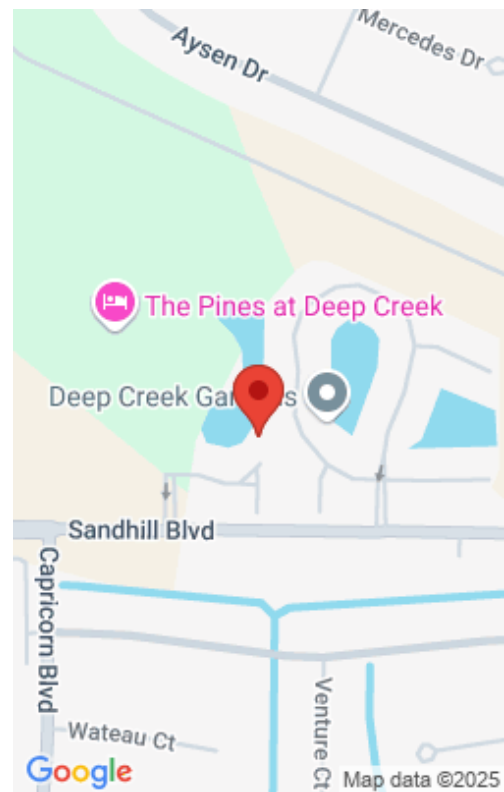 Mercedes Dr
Aysen Dr
The Pines at Deep Creek
Deep Creek Gar s
Sandhill Blvd
Capricorn Blvd
Venture Ct
Wateau Ct
Google
Map data ©2025